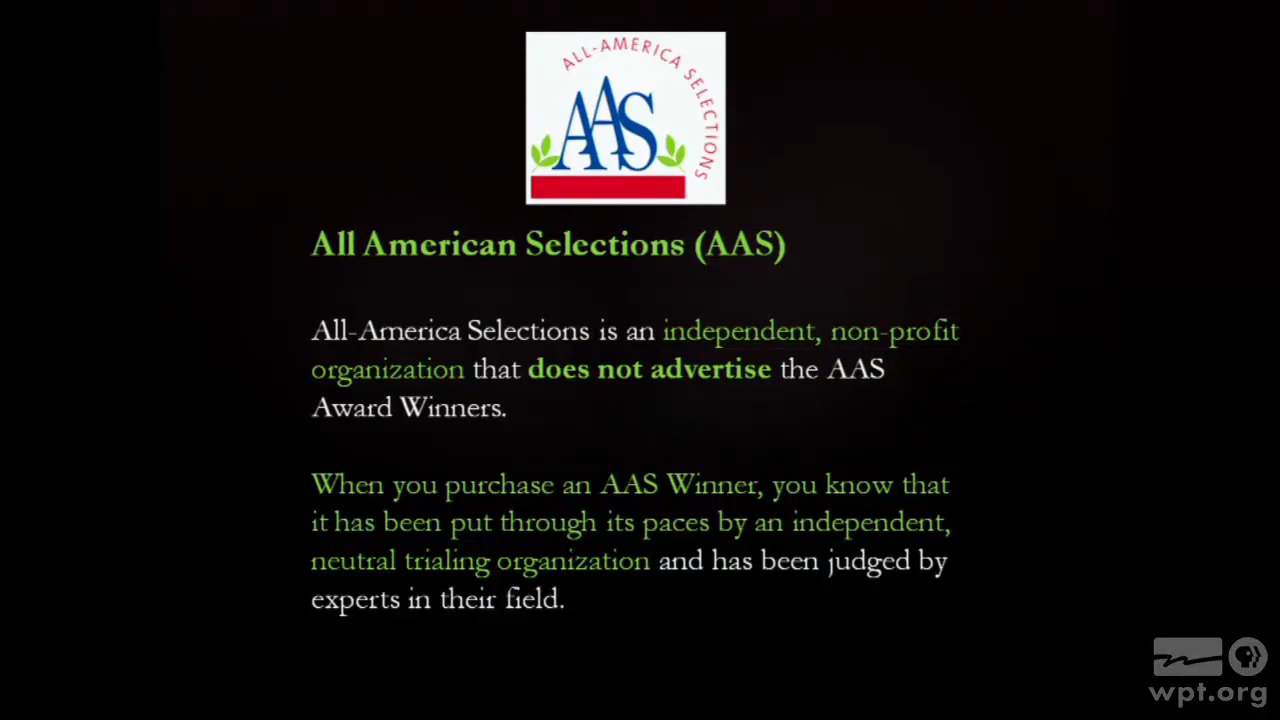 ALL-AMERICA SELECTIONS
AAS
All American Selections (AAS)
All-America Selections is an independent, non-profit
organization that does not advertise the AAS
Award Winners.
When you purchase an AAS Winner, you know that
it has been put through its paces by an independent,
neutral trialing organization and has been judged by
experts in their field.
wpt.org